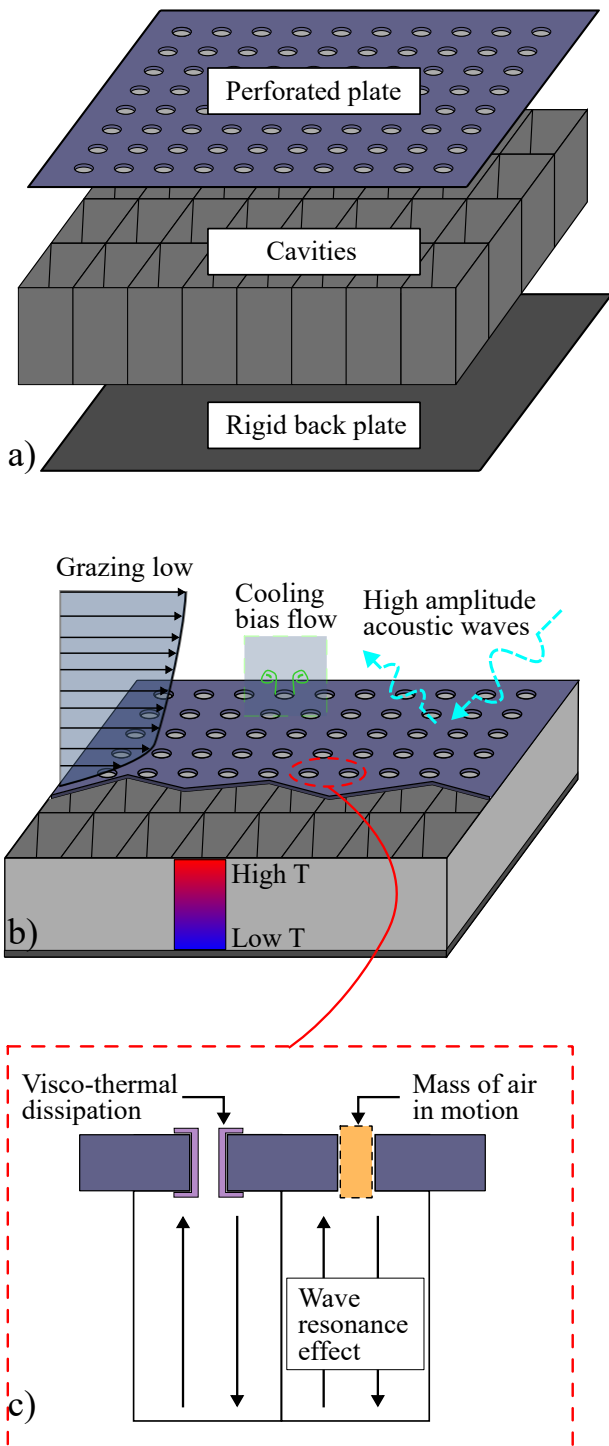 Perforated plate
Cavities
Rigid back plate
a)
Grazing low
Cooling
bias flow
High amplitude
acoustic waves
High T
Low T
b)
Visco-thermal
dissipation
Mass of air
in motion
Wave
resonance
effect
c)